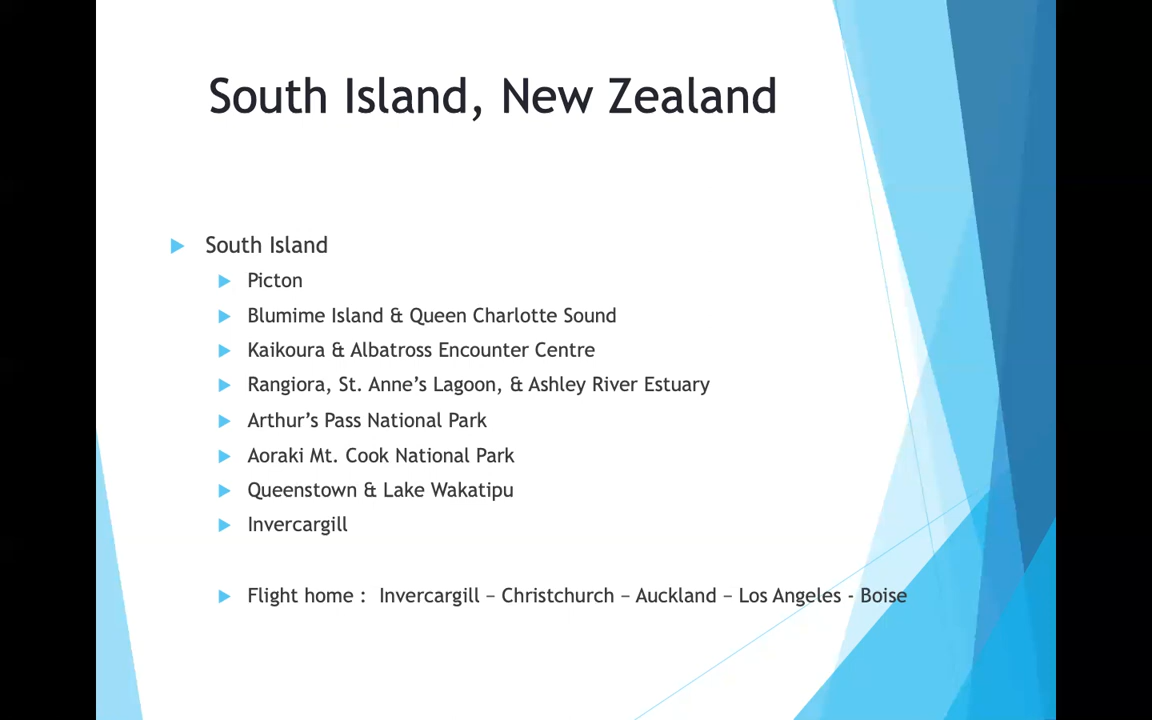 South Island, New Zealand
South Island
Picton
Blumime Island & Queen Charlotte Sound
Kaikoura & Albatross Encounter Centre
Rangiora, St. Anne's Lagoon, & Ashley River Estuary
Arthur's Pass National Park
Aoraki Mt. Cook National Park
Queenstown & Lake Wakatipu
Invercargill
Flight home :  Invercargill – Christchurch – Auckland – Los Angeles - Boise